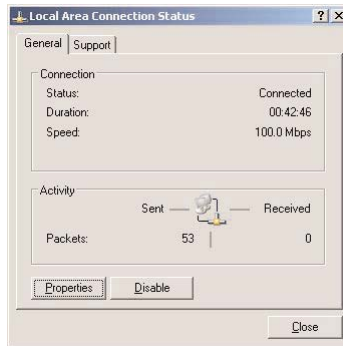 Local Area Connection Status
General Support
Connection
Status: Connected
Duration: 00:42:46
Speed: 100.0 Mbps
Activity
Sent Received
Packets: 53 0
Properties Disable
Close